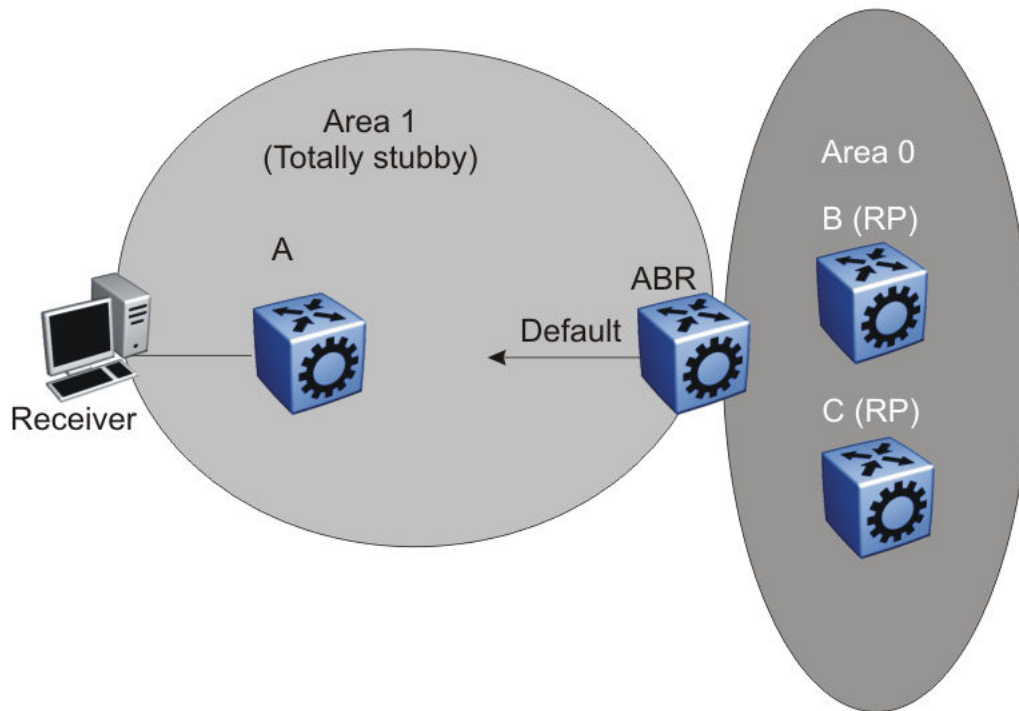 Area 1
(Totally stubby)
Area 0
A
B (RP)
ABR
Default
Receiver
C (RP)